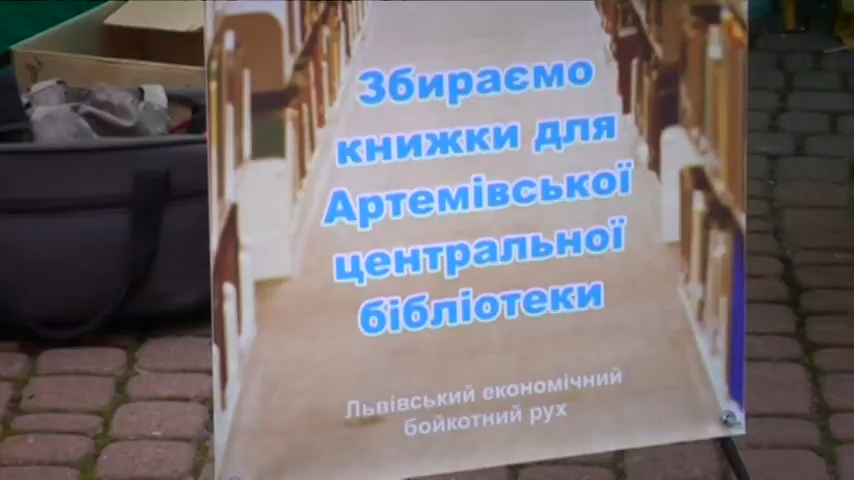 Збираємо
книжки для
Артемівської
центральної
бібліотеки
Львівський економічний
бойкотний рух